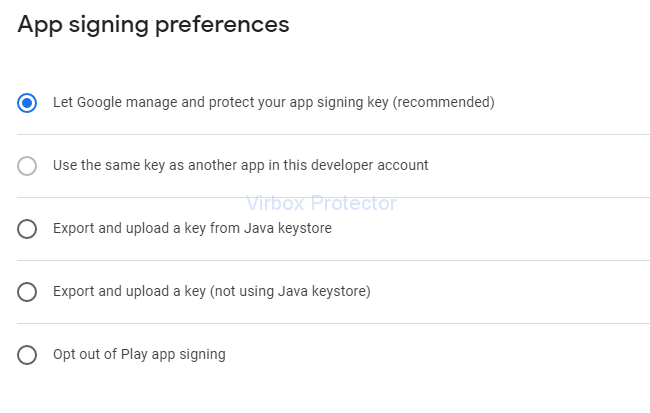 App signing preferences
Let Google manage and protect your app signing key (recommended)
Use the same key as another app in this developer account
Virbox Protector
Export and upload a key from Java keystore
Export and upload a key (not using Java keystore)
Opt out of Play app signing